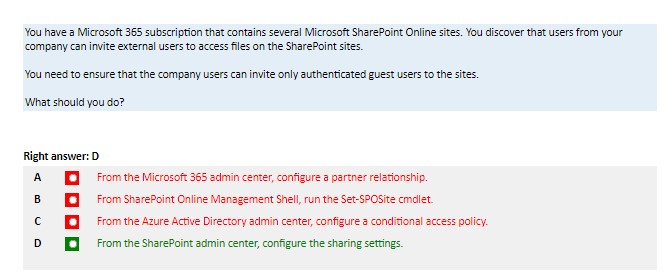 You have a Microsoft 365 subscription that contains several Microsoft SharePoint Online sites. You discover that users from your
company can invite external users to access files on the SharePoint sites.
You need to ensure that the company users can invite only authenticated guest users to the sites.
What should you do?
Right answer: D
A From the Microsoft 365 admin center, configure a partner relationship.
B From SharePoint Online Management Shell, run the Set-SPOSite cmdlet.
C From the Azure Active Directory admin center, configure a conditional access policy.
D From the SharePoint admin center, configure the sharing settings.